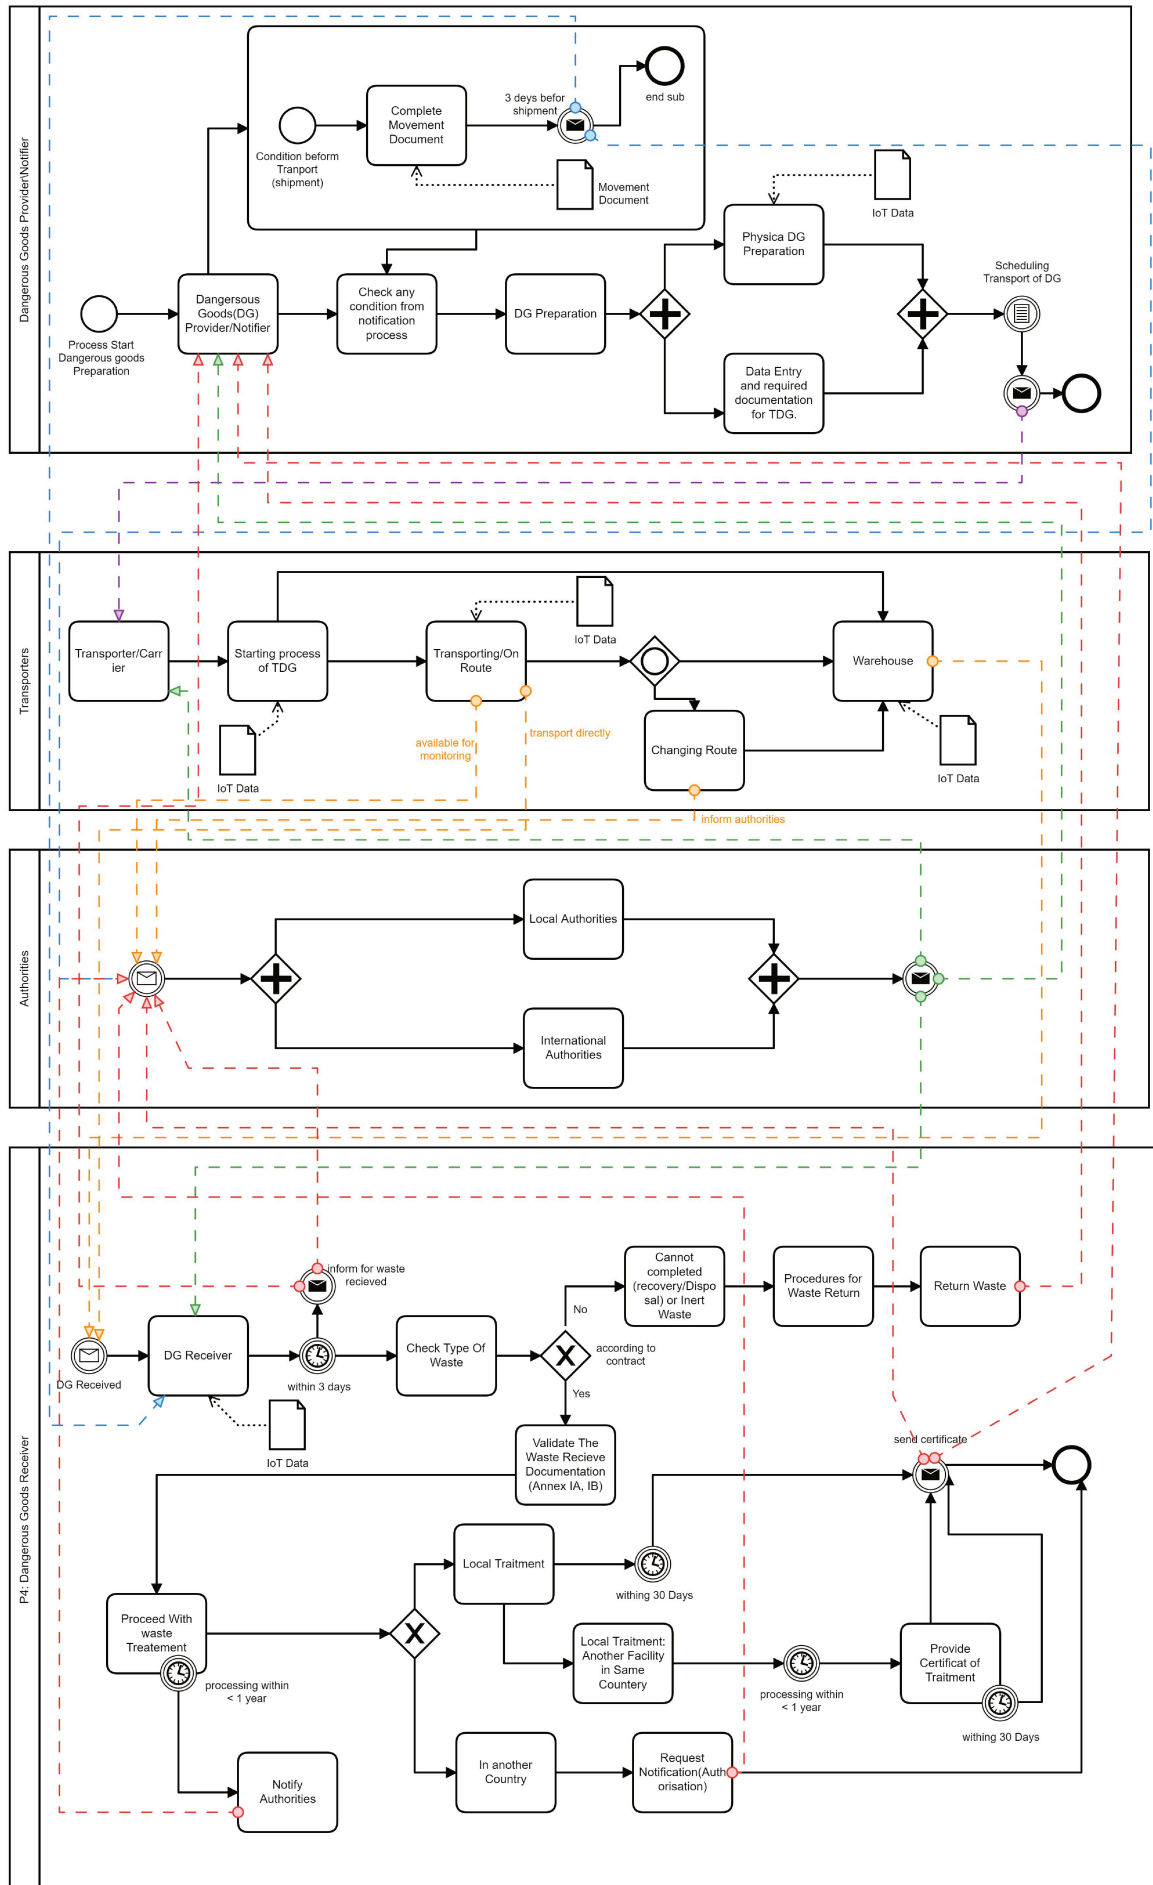 Dangerous Goods Provider\Notifier
3 deys befor
shipment
end sub
Complete
Movement
Document
Condition beform
Tranport
(shipment)
Movement
Document
IoT Data
Physica DG
Preparation
Scheduling
Transport of DG
Dangersous
Goods(DG)
Provider/Notifier
Check any
condition from
notification
process
DG Preparation
Process Start
Dangerous goods
Preparation
Data Entry
and required
documentation
for TDG.
Transporters
Transporter/Carr
ier
Starting process
of TDG
Transporting/On
Route
IoT Data
Warehouse
IoT Data
available for
monitoring
transport directly
Changing Route
IoT Data
inform authorities
Authorities
Local Authorities
International
Authorities
P4: Dangerous Goods Receiver
inform for waste
recieved
Cannot
completed
(recovery/Dispo
sal) or Inert
Waste
Procedures for
Waste Return
Return Waste
No
DG Received
DG Receiver
within 3 days
Check Type Of
Waste
according to
contract
Yes
IoT Data
Validate The
Waste Recieve
Documentation
(Annex IA, IB)
send certificate
Local Traitment
withing 30 Days
Proceed With
waste
Treatement
processing within
< 1 year
Local Traitment:
Another Facility
in Same
Countery
processing within
< 1 year
Provide
Certificat of
Traitment
withing 30 Days
In another
Country
Request
Notification(Auth
orisation)
Notify
Authorities